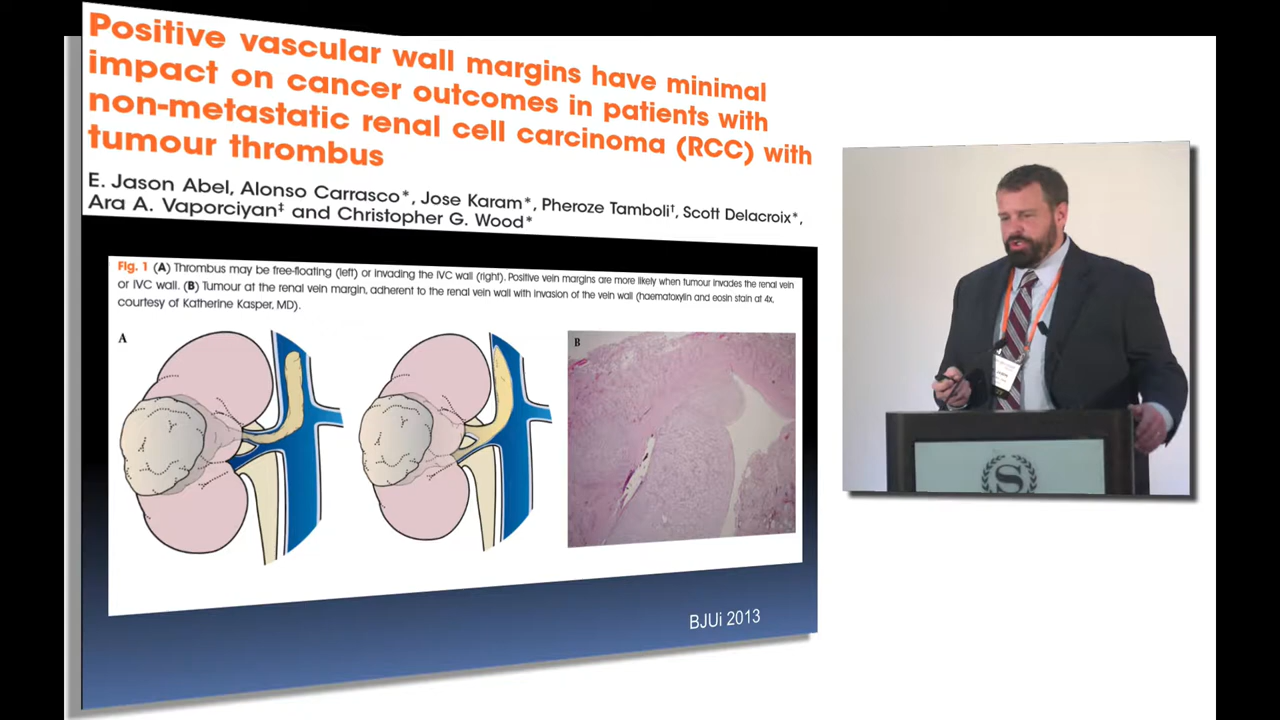 Positive vascular wall margins have minimal
impact on cancer outcomes in patients with
non-metastatic renal cell carcinoma (RCC) with
tumour thrombus
E. Jason Abel, Alonso Carrasco*, Jose Karam*, Pheroze Tamboli†, Scott Delacroix*,
Ara A. Vaporciyan‡ and Christopher G. Wood*
Fig. 1 (A) Thrombus may be free-floating (left) or invading the IVC wall (right). Positive vein margins are more likely when tumour invades the renal vein
or IVC wall. (B) Tumour at the renal vein margin, adherent to the renal vein wall with invasion of the vein wall (haematoxylin and eosin stain at 4x,
courtesy of Katherine Kasper, MD).
A
B
BJUi 2013
S